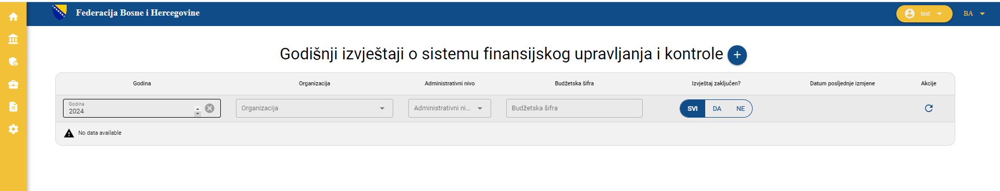 Federacija Bosne i Hercegovine
test
BA
Godišnji izvještaji o sistemu finansijskog upravljanja i kontrole +
Godina Organizacija Administrativni nivo Budžetska šifra Izvještaj zaključen? Datum posljednje izmjene Akcije
Godina
2024 Organizacija Administrativni ni... Budžetska šifra SVI DA NE
No data available